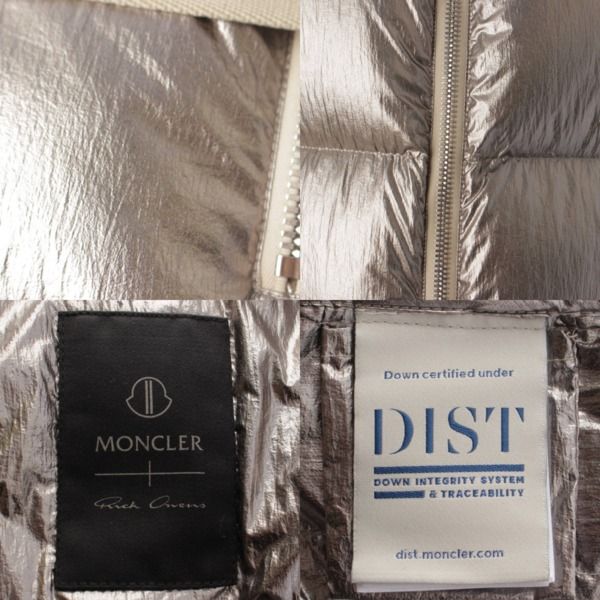 MONCLER
Rick Owens
Down certified under
DIST
DOWN INTEGRITY SYSTEM
& TRACEABILITY
dist.moncler.com